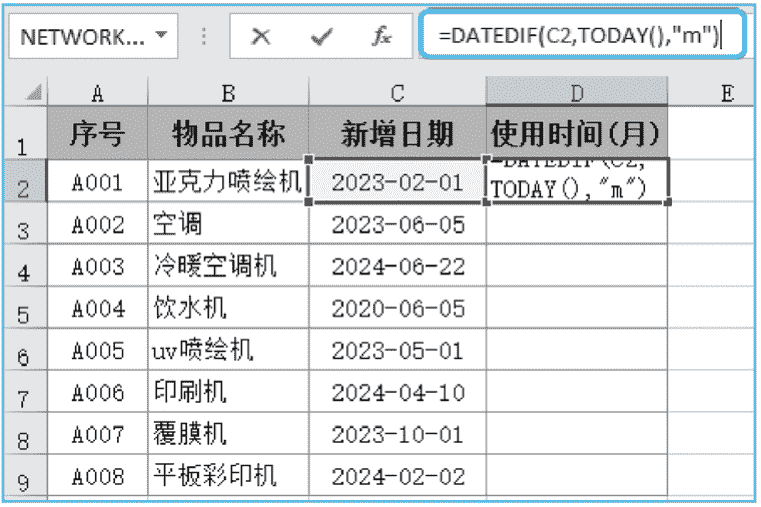 NETWORK... fx =DATEDIF(C2,TODAY(),"m")
A B C D E
1 序号 物品名称 新增日期 使用时间(月)
=DATEDIF(C2,
2 A001 亚克力喷绘机 2023-02-01 TODAY(),"m")
3 A002 空调 2023-06-05
4 A003 冷暖空调机 2024-06-22
5 A004 饮水机 2020-06-05
6 A005 uv喷绘机 2023-05-01
7 A006 印刷机 2024-04-10
8 A007 覆膜机 2023-10-01
9 A008 平板彩印机 2024-02-02